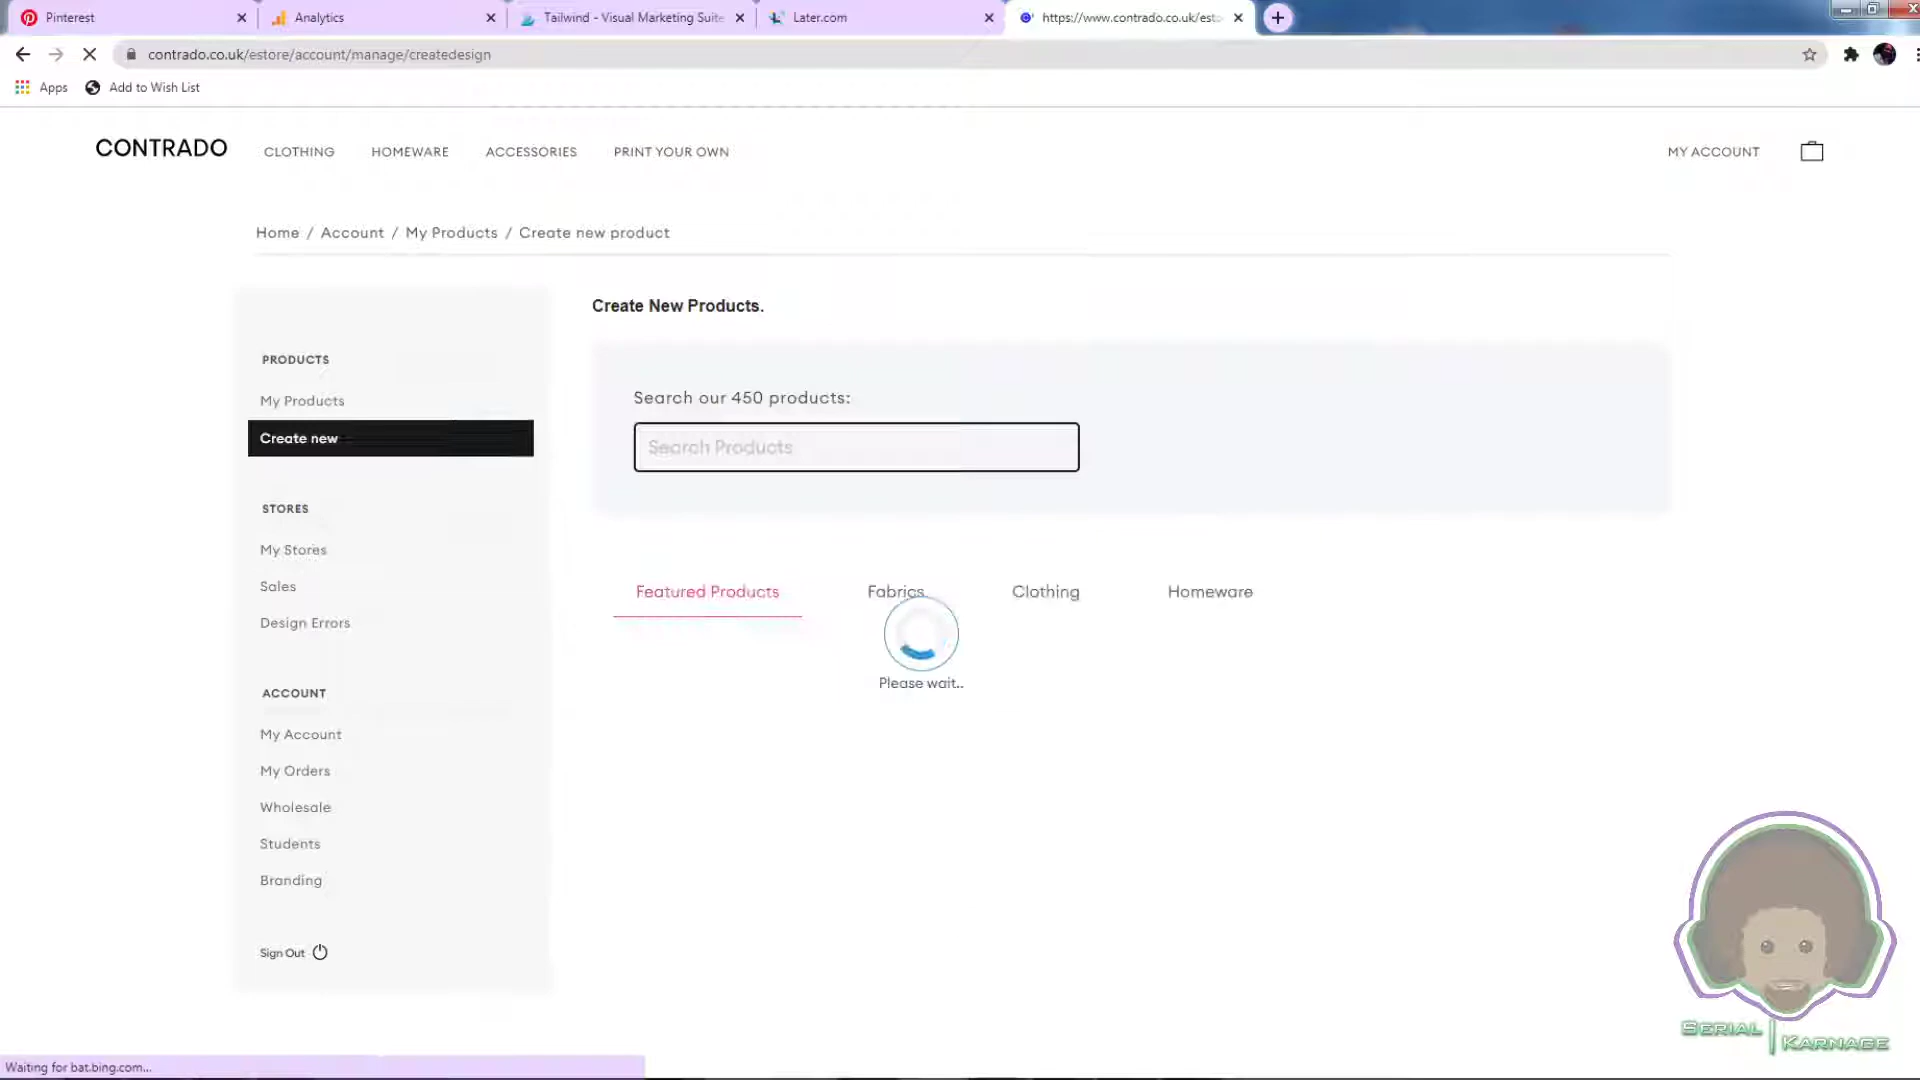 Pinterest
Analytics
Tailwind - Visual Marketing Suite
Later.com
https://www.contrado.co.uk/esto
contrado.co.uk/estore/account/manage/createdesign
Apps
Add to Wish List
CONTRADO
CLOTHING
HOMEWARE
ACCESSORIES
PRINT YOUR OWN
MY ACCOUNT
Home / Account / My Products / Create new product
PRODUCTS
My Products
Create new
STORES
My Stores
Sales
Design Errors
ACCOUNT
My Account
My Orders
Wholesale
Students
Branding
Sign Out
Create New Products.
Search our 450 products:
Search Products
Featured Products
Fabrics
Clothing
Homeware
Please wait..
SERIAL
KARNAGE
Waiting for bat.bing.com...